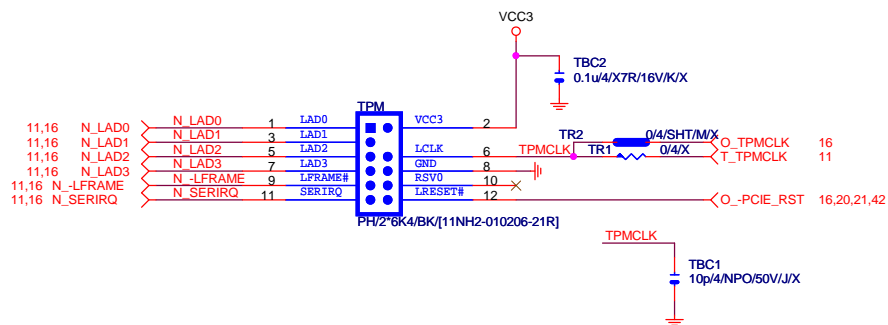 VCC3
TBC2
0.1u/4/X7R/16V/K/X
TPM
11,16 N_LAD0 N_LAD0 1 LAD0 VCC3 2
11,16 N_LAD1 N_LAD1 3 LAD1
TR2 0/4/SHT/M/X O_TPMCLK 16
11,16 N_LAD2 N_LAD2 5 LAD2 LCLK 6 TPMCLK TR1 0/4/X T_TPMCLK 11
11,16 N_LAD3 N_LAD3 7 LAD3 GND 8
11,16 N_-LFRAME N_-LFRAME 9 LFRAME# RSV0 10
11,16 N_SERIRQ N_SERIRQ 11 SERIRQ LRESET# 12 O_-PCIE_RST 16,20,21,42
PH/2*6K4/BK/[11NH2-010206-21R]
TPMCLK
TBC1
10p/4/NPO/50V/J/X